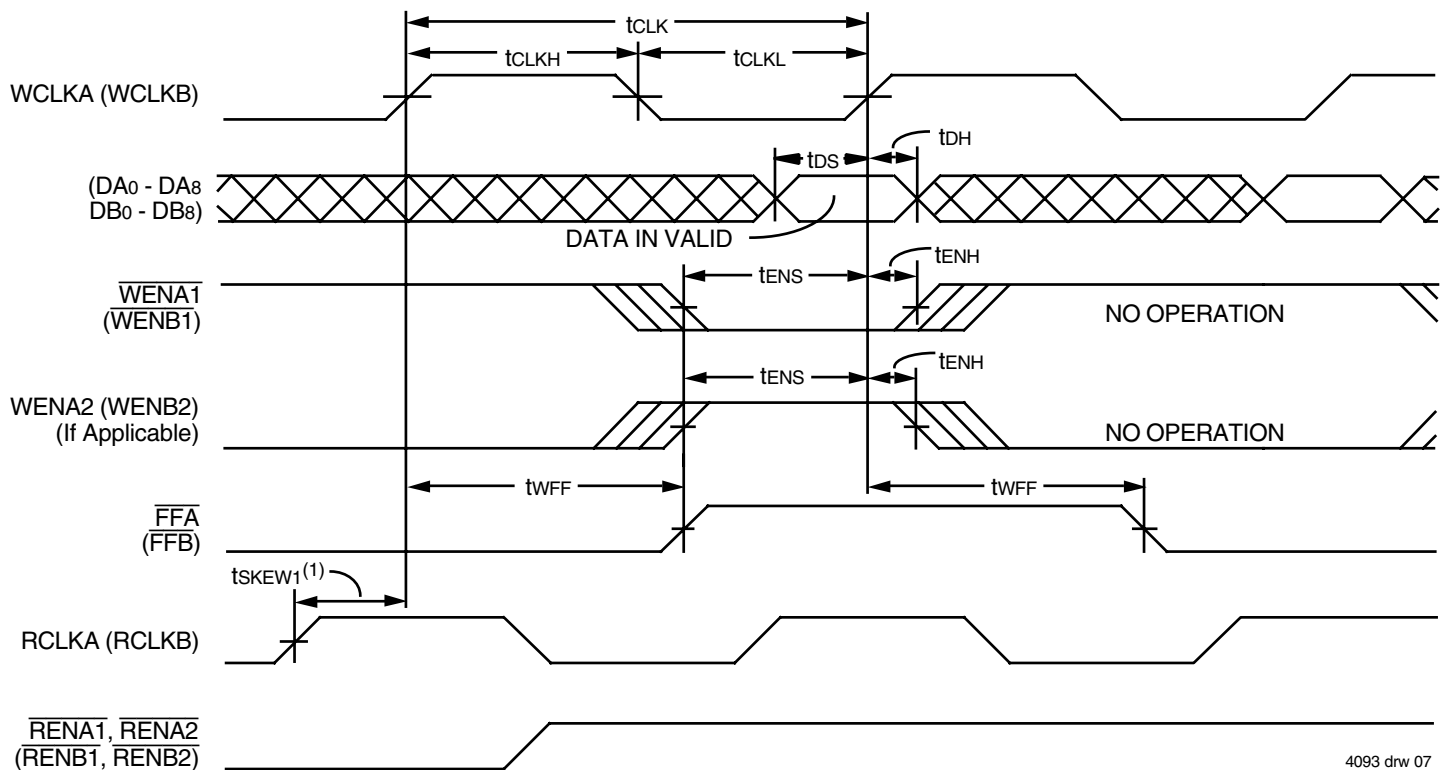 tCLK
tCLKH
tCLKL
WCLKA (WCLKB)
tDH
tDS
(DA0 - DA8
DB0 - DB8)
DATA IN VALID
tENS
tENH
WENA1
(WENB1)
NO OPERATION
tENS
tENH
WENA2 (WENB2)
(If Applicable)
NO OPERATION
tWFF
tWFF
FFA
(FFB)
tSKEW1(1)
RCLKA (RCLKB)
RENA1, RENA2
(RENB1, RENB2)
4093 drw 07